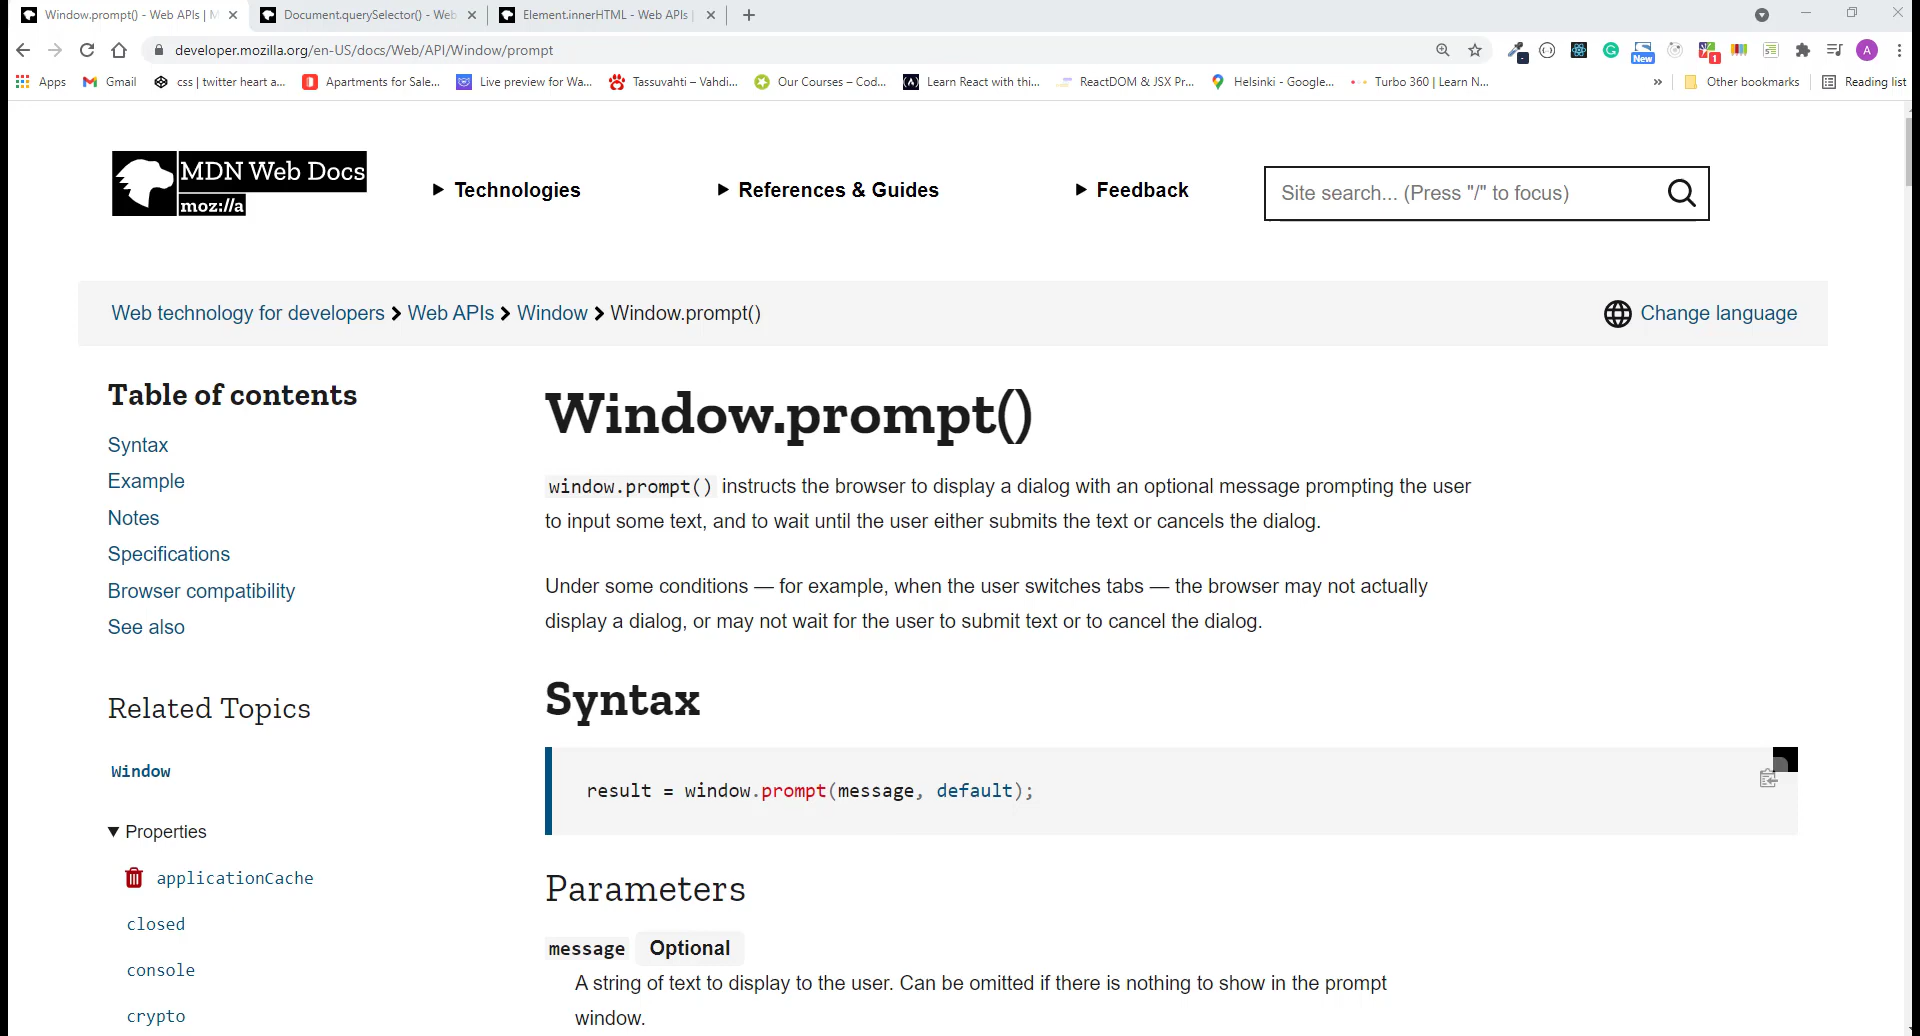 Window.prompt() - Web APIs | M
Document.querySelector() - Web
Element.innerHTML - Web APIs |
developer.mozilla.org/en-US/docs/Web/API/Window/prompt
New
1
A
Apps
Gmail
css | twitter heart a...
Apartments for Sale...
Live preview for Wa...
Tassuvahti – Vahdi...
Our Courses – Cod...
Learn React with thi...
ReactDOM & JSX Pr...
Helsinki - Google...
Turbo 360 | Learn N...
»
Other bookmarks
Reading list
MDN Web Docs
moz://a
Technologies
References & Guides
Feedback
Site search... (Press "/" to focus)
Web technology for developers > Web APIs > Window > Window.prompt()
Change language
Table of contents
Syntax
Example
Notes
Specifications
Browser compatibility
See also
Related Topics
Window
Properties
applicationCache
closed
console
crypto
Window.prompt()
window.prompt() instructs the browser to display a dialog with an optional message prompting the user
to input some text, and to wait until the user either submits the text or cancels the dialog.
Under some conditions — for example, when the user switches tabs — the browser may not actually
display a dialog, or may not wait for the user to submit text or to cancel the dialog.
Syntax
result = window.prompt(message, default);
Parameters
message Optional
A string of text to display to the user. Can be omitted if there is nothing to show in the prompt
window.